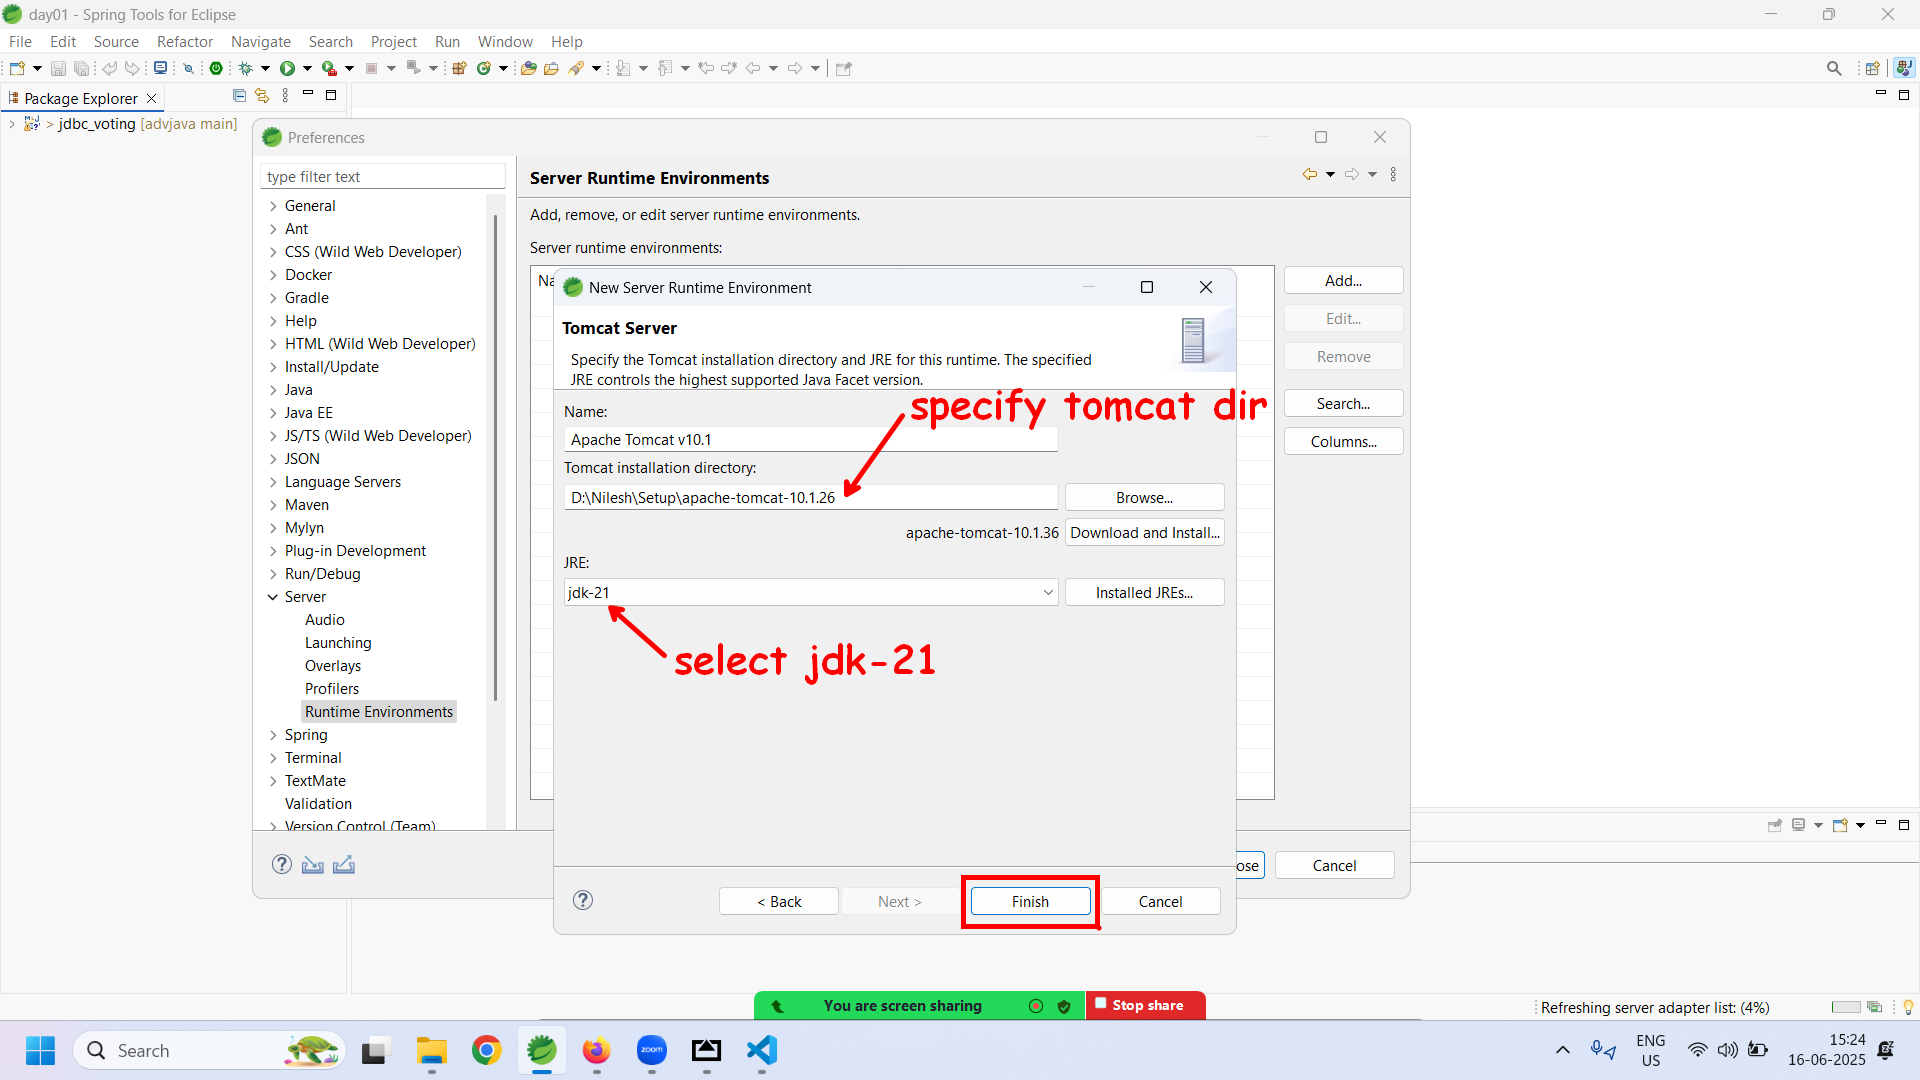 day01 - Spring Tools for Eclipse
File Edit Source Refactor Navigate Search Project Run Window Help
Package Explorer
> jdbc_voting [advjava main]
Preferences
type filter text
General
Ant
CSS (Wild Web Developer)
Docker
Gradle
Help
HTML (Wild Web Developer)
Install/Update
Java
Java EE
JS/TS (Wild Web Developer)
JSON
Language Servers
Maven
Mylyn
Plug-in Development
Run/Debug
Server
Audio
Launching
Overlays
Profilers
Runtime Environments
Spring
Terminal
TextMate
Validation
Version Control (Team)
Server Runtime Environments
Add, remove, or edit server runtime environments.
Server runtime environments:
Na
Add...
Edit...
Remove
Search...
Columns...
New Server Runtime Environment
Tomcat Server
Specify the Tomcat installation directory and JRE for this runtime. The specified
JRE controls the highest supported Java Facet version.
specify tomcat dir
Name:
Apache Tomcat v10.1
Tomcat installation directory:
D:\Nilesh\Setup\apache-tomcat-10.1.26
Browse...
apache-tomcat-10.1.36
Download and Install...
JRE:
jdk-21
Installed JREs...
select jdk-21
< Back
Next >
Finish
Cancel
ose
Cancel
You are screen sharing
Stop share
Refreshing server adapter list: (4%)
Search
zoom
ENG
US
15:24
16-06-2025